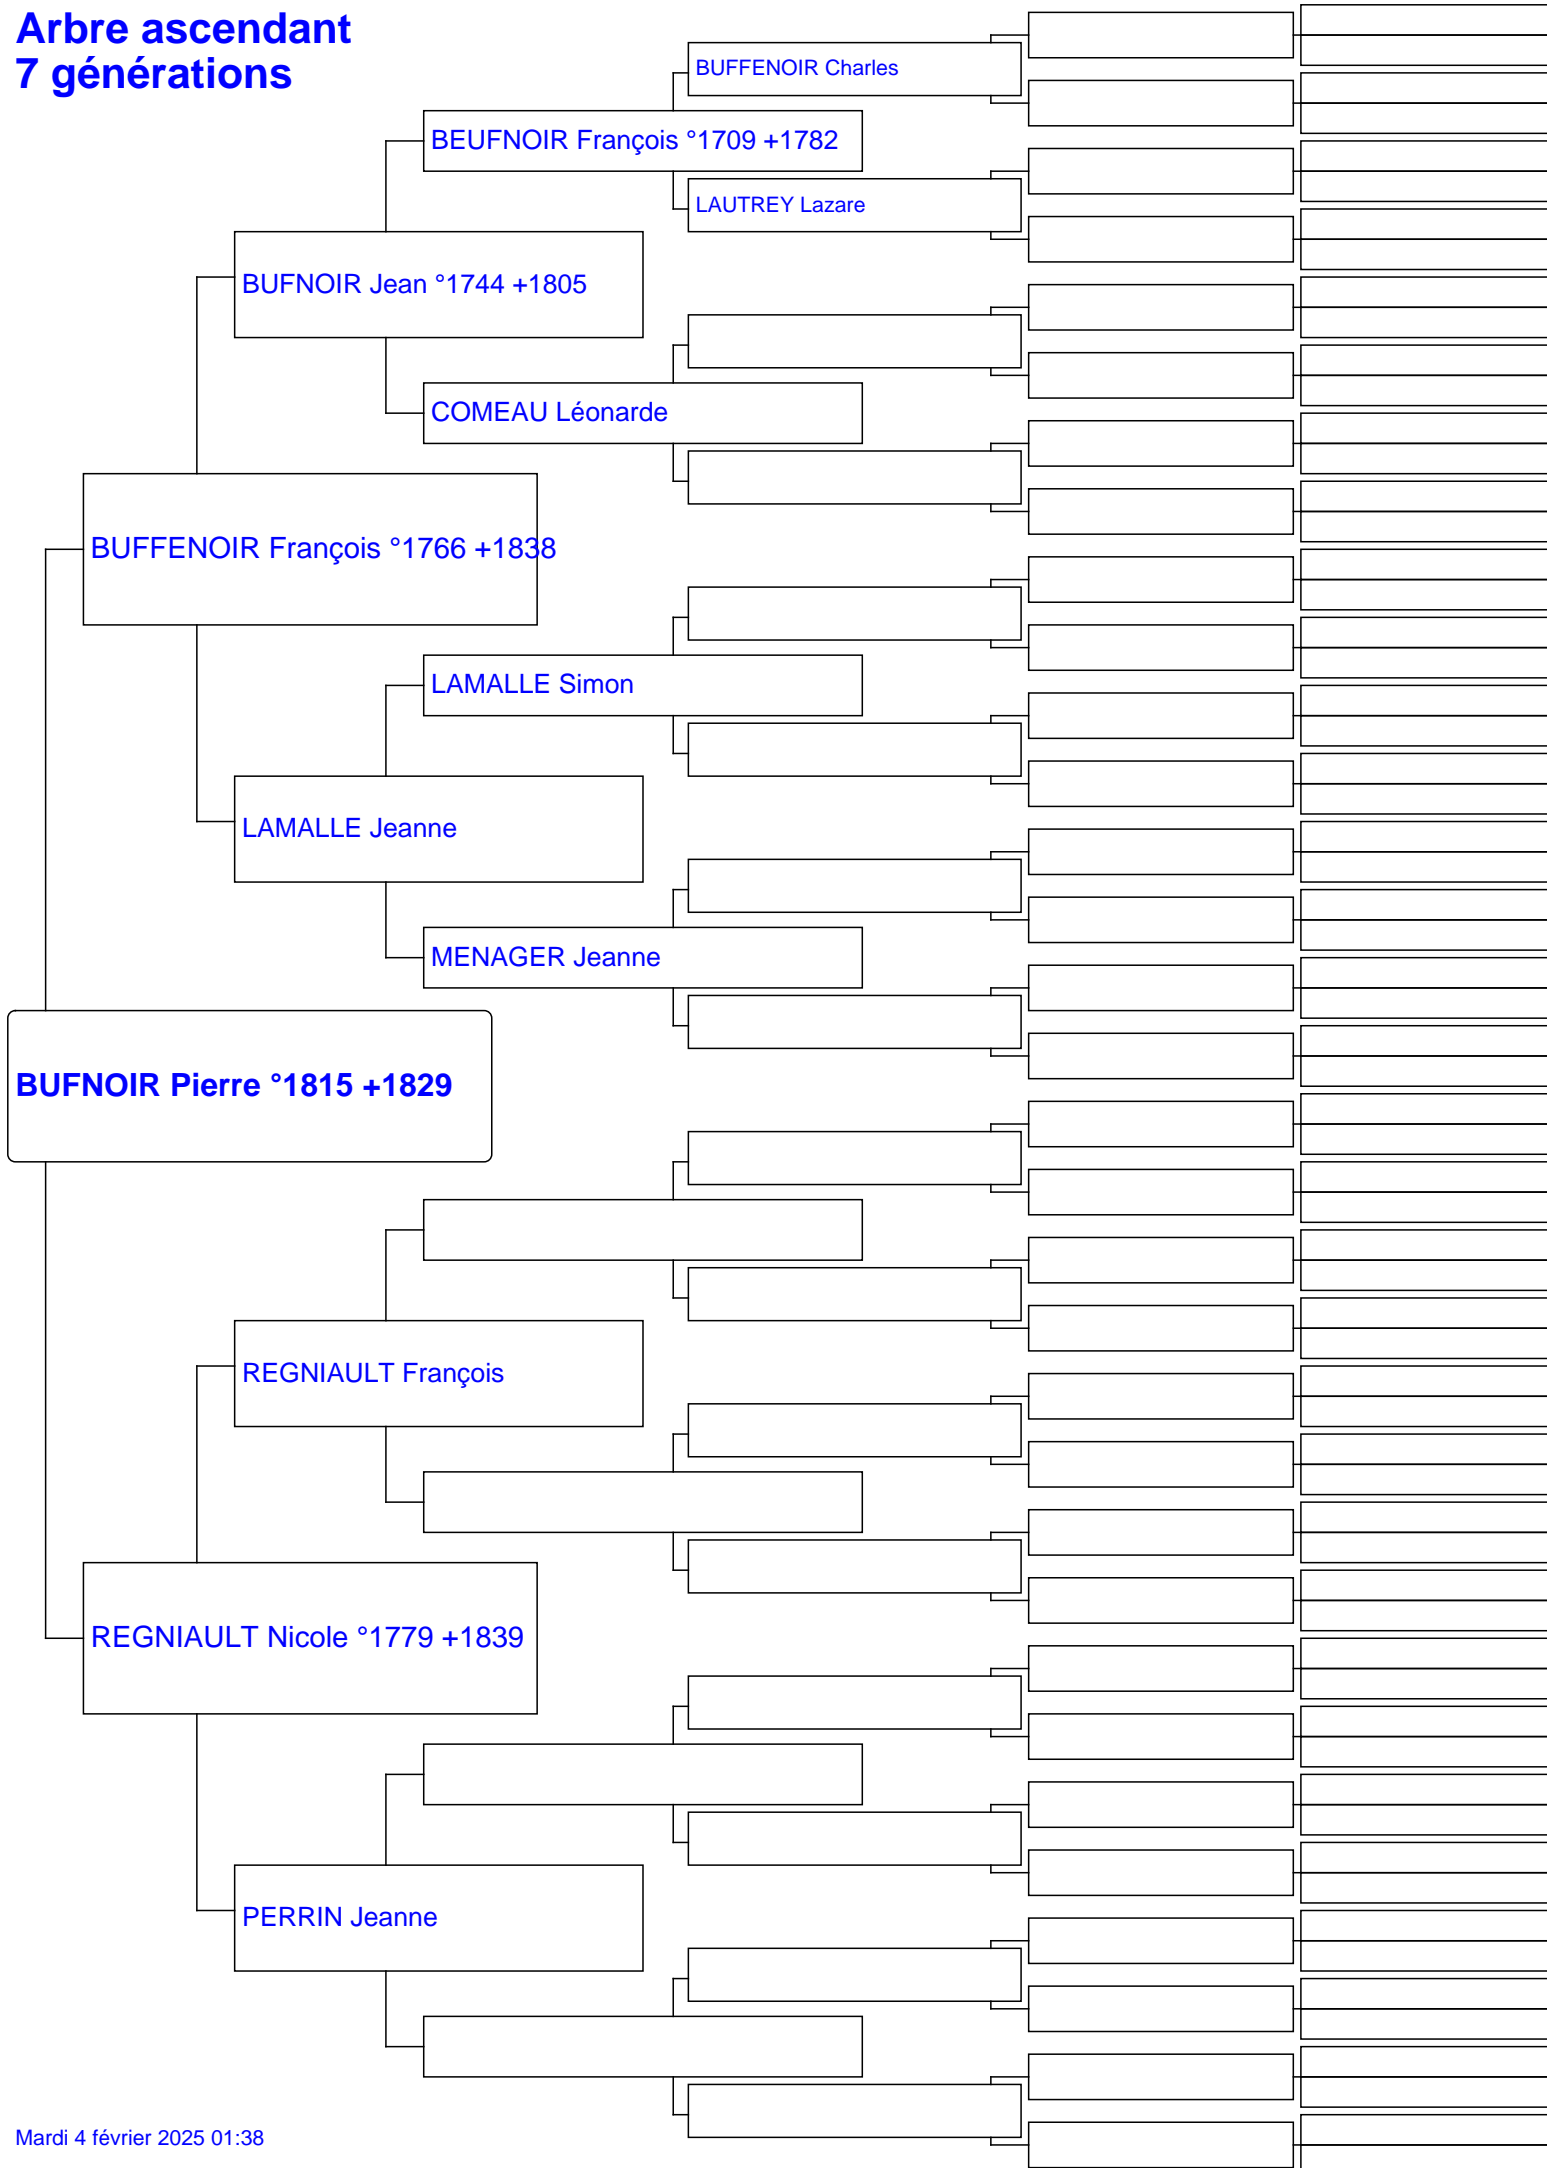 Arbre ascendant
7 générations
BUFFENOIR Charles
BEUFNOIR François °1709 +1782
LAUTREY Lazare
BUFNOIR Jean °1744 +1805
COMEAU Léonarde
BUFFENOIR François °1766 +1838
LAMALLE Simon
LAMALLE Jeanne
MENAGER Jeanne
BUFNOIR Pierre °1815 +1829
REGNIAULT François
REGNIAULT Nicole °1779 +1839
PERRIN Jeanne
Mardi 4 février 2025 01:38